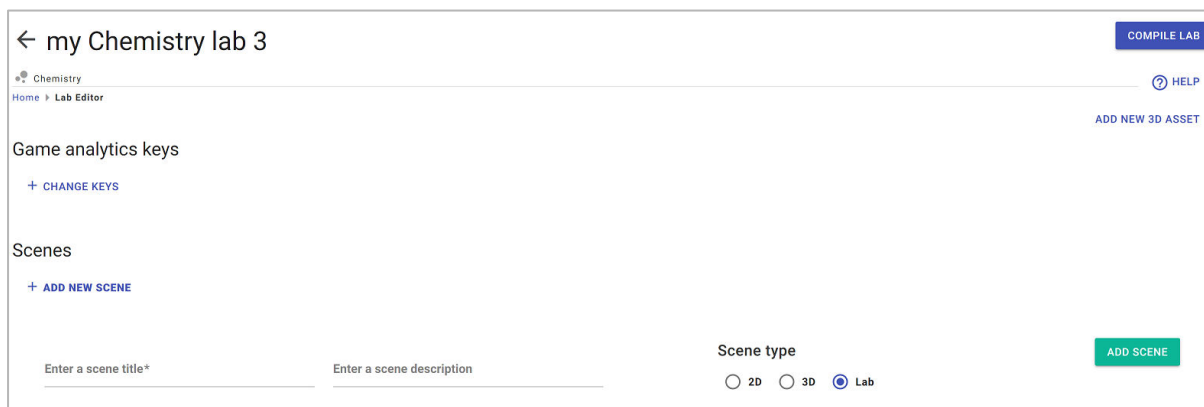 my Chemistry lab 3
COMPILE LAB
Chemistry
HELP
Home Lab Editor
ADD NEW 3D ASSET
Game analytics keys
+ CHANGE KEYS
Scenes
+ ADD NEW SCENE
Scene type
ADD SCENE
Enter a scene title*
Enter a scene description
2D 3D Lab